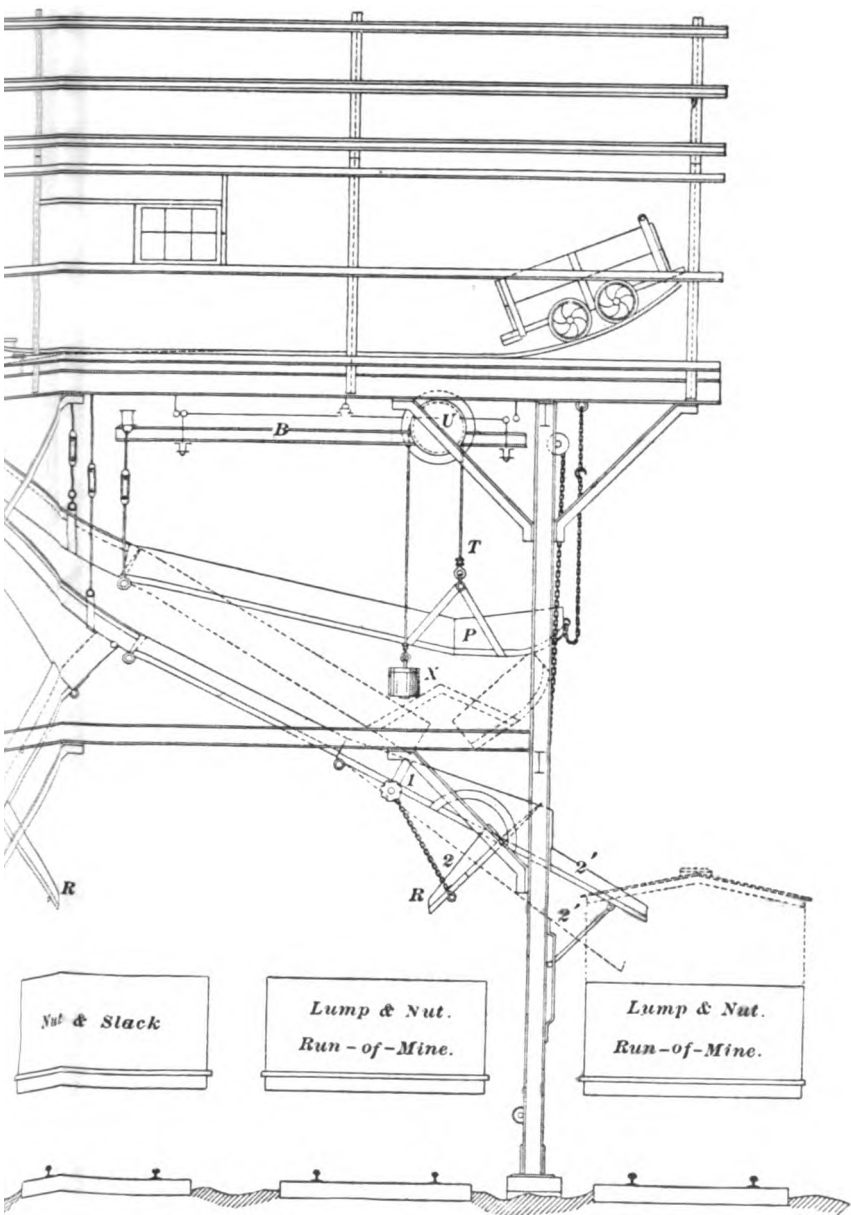 U
B
T
P
X
1
2
R
R
2'
2'
Nut & Slack
Lump & Nut.
Run-of-Mine.
Lump & Nut.
Run-of-Mine.